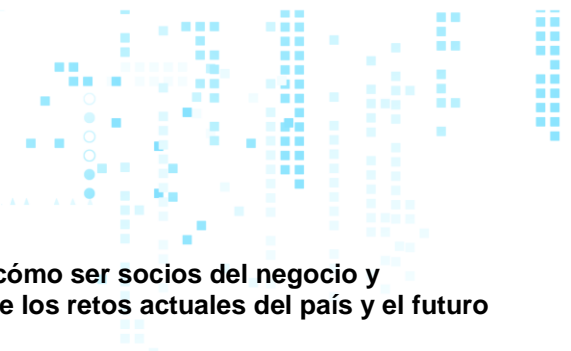 cómo ser socios del negocio y
e los retos actuales del país y el futuro